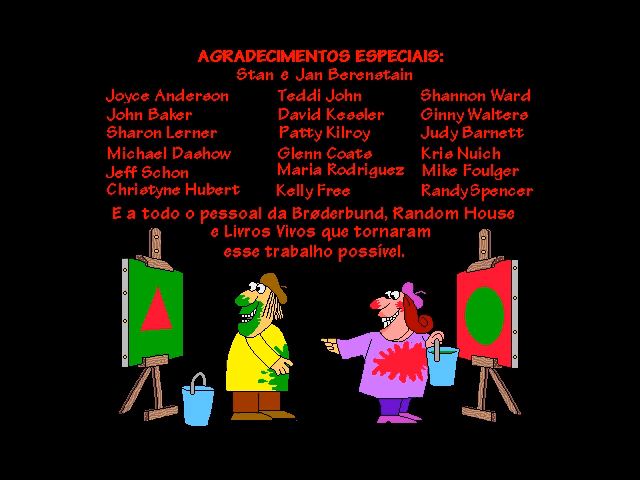 AGRADECIMENTOS ESPECIAIS:
Stan e Jan Berenstain
Joyce Anderson Teddi John Shannon Ward
John Baker David Kessler Ginny Walters
Sharon Lerner Patty Kilroy Judy Barnett
Michael Dashow Glenn Coats Kris Nuich
Jeff Schon Maria Rodriguez Mike Foulger
Christyne Hubert Kelly Free Randy Spencer
E a todo o pessoal da Brøderbund, Random House
e Livros Vivos que tornaram
esse trabalho possível.